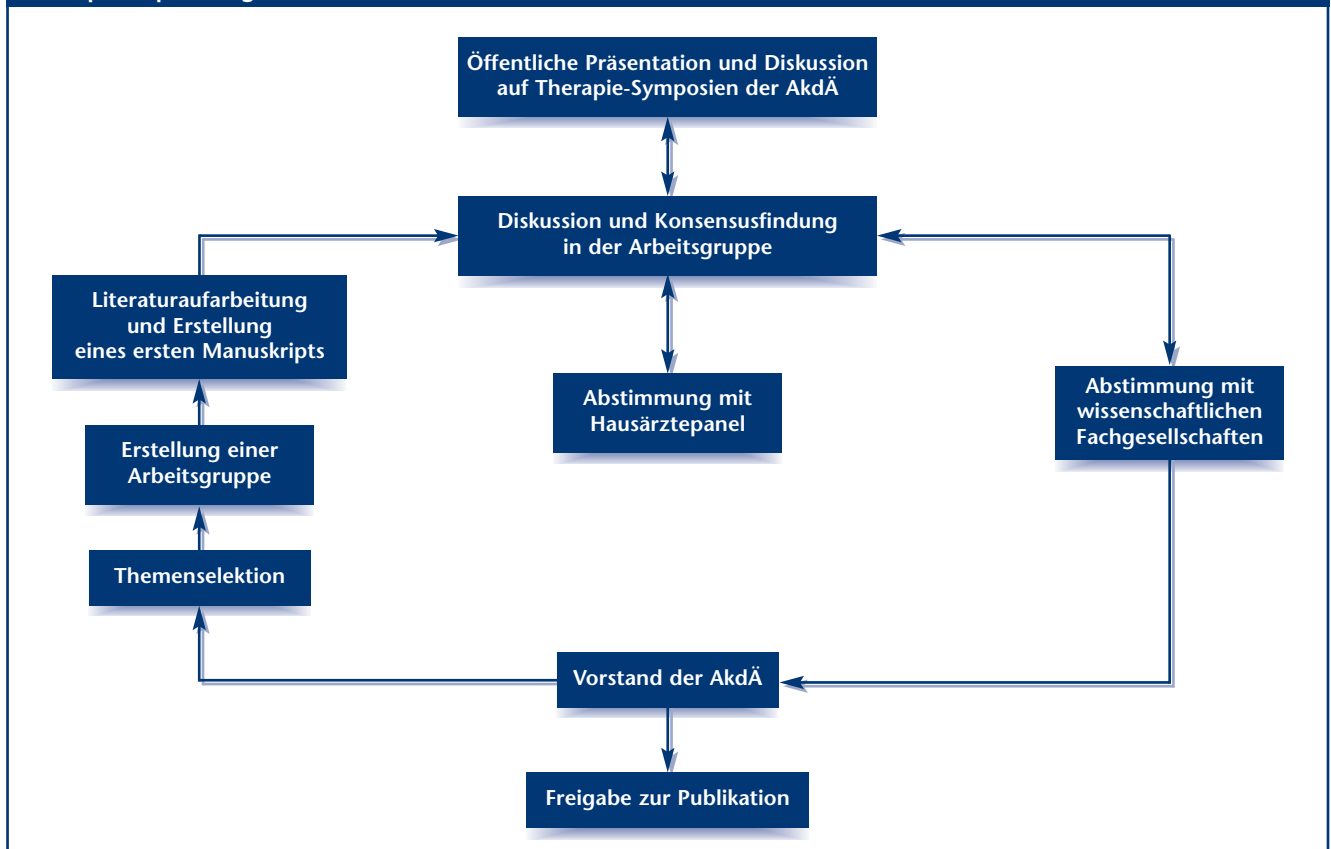 Öffentliche Präsentation und Diskussion
auf Therapie-Symposien der AkdÄ
Diskussion und Konsensusfindung
in der Arbeitsgruppe
Literaturaufarbeitung
und Erstellung
eines ersten Manuskripts
Abstimmung mit
Hausärztepanel
Abstimmung mit
wissenschaftlichen
Fachgesellschaften
Erstellung einer
Arbeitsgruppe
Themenselektion
Vorstand der AkdÄ
Freigabe zur Publikation